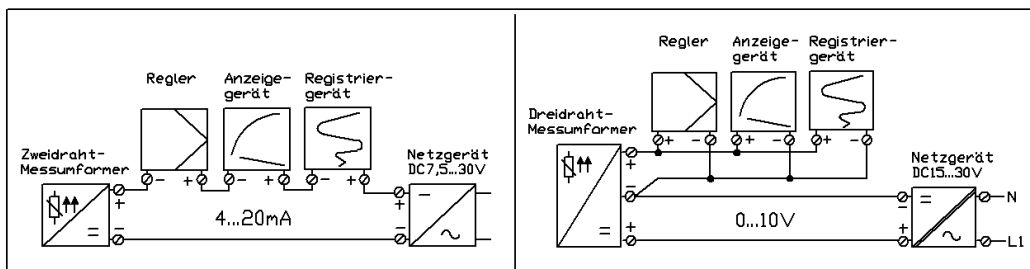 Regler
Anzeige-
gerät
Registrier-
gerät
Zweidraht-
Messumformer
Netzgerät
DC7,5...30V
- + - + - +
+
+
4...20mA
-
-
Regler
Anzeige-
gerät
Registrier-
gerät
Dreidraht-
Messumformer
+ - + - + -
+
-
+
Netzgerät
DC15...30V
0...10V
-
+
N
L1